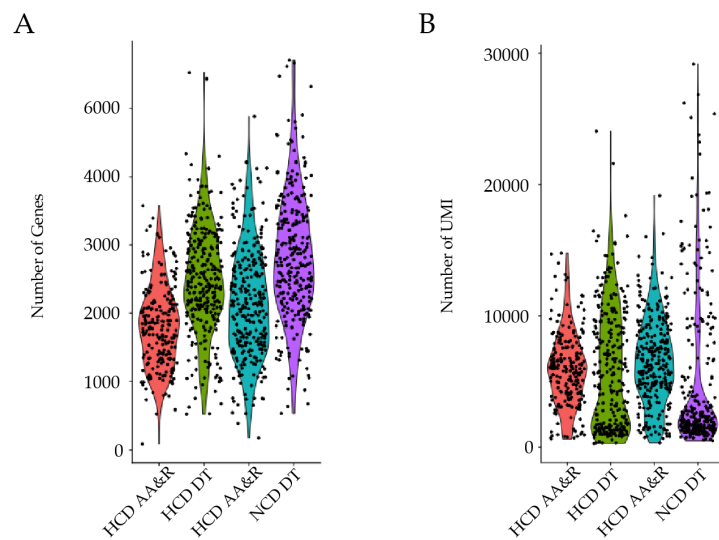 A
B
Number of Genes
6000
4000
3000
2000
1000
0
HCD AA&R
HCD DT
HCD AA&R
NCD DT
Number of UMI
30000
20000
10000
0
HCD AA&R
HCD DT
HCD AA&R
NCD DT